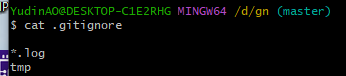 YudinAO@DESKTOP-C1E2RHG MINGW64 /d/gn (master)
$ cat .gitignore
*.log
tmp